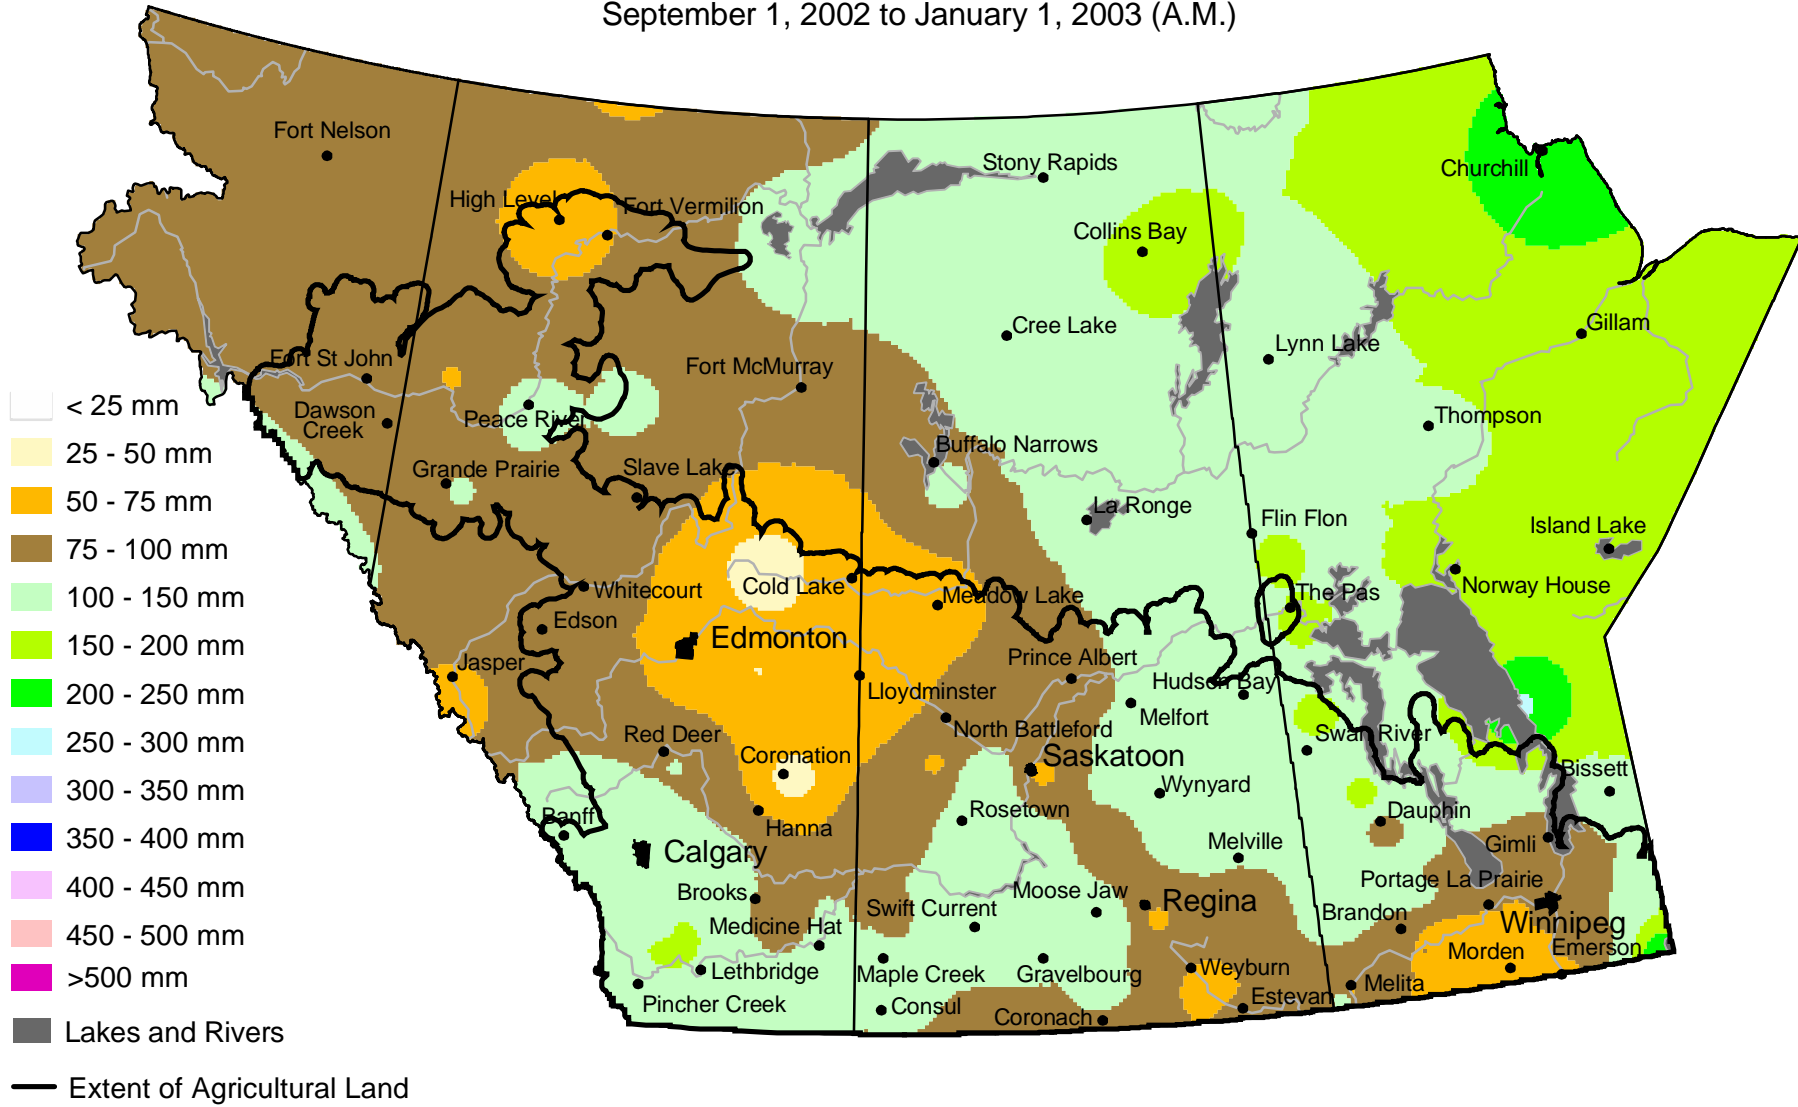 September 1, 2002 to January 1, 2003 (A.M.)
Fort Nelson
High Level
Fort Vermilion
Stony Rapids
Collins Bay
Churchill
Cree Lake
Lynn Lake
Gillam
Fort St John
Fort McMurray
Dawson
Creek
Peace River
Thompson
Buffalo Narrows
Grande Prairie
Slave Lake
La Ronge
Flin Flon
Island Lake
Whitecourt
Cold Lake
Meadow Lake
The Pas
Norway House
Edson
Edmonton
Jasper
Prince Albert
Hudson Bay
Lloydminster
Melfort
North Battleford
Red Deer
Swan River
Coronation
Saskatoon
Bissett
Wynyard
Banff
Rosetown
Dauphin
Hanna
Melville
Gimli
Calgary
Brooks
Moose Jaw
Regina
Portage La Prairie
Medicine Hat
Swift Current
Brandon
Winnipeg
Morden
Emerson
Lethbridge
Maple Creek
Gravelbourg
Weyburn
Melita
Pincher Creek
Consul
Coronach
Estevan
< 25 mm
25 - 50 mm
50 - 75 mm
75 - 100 mm
100 - 150 mm
150 - 200 mm
200 - 250 mm
250 - 300 mm
300 - 350 mm
350 - 400 mm
400 - 450 mm
450 - 500 mm
>500 mm
Lakes and Rivers
Extent of Agricultural Land